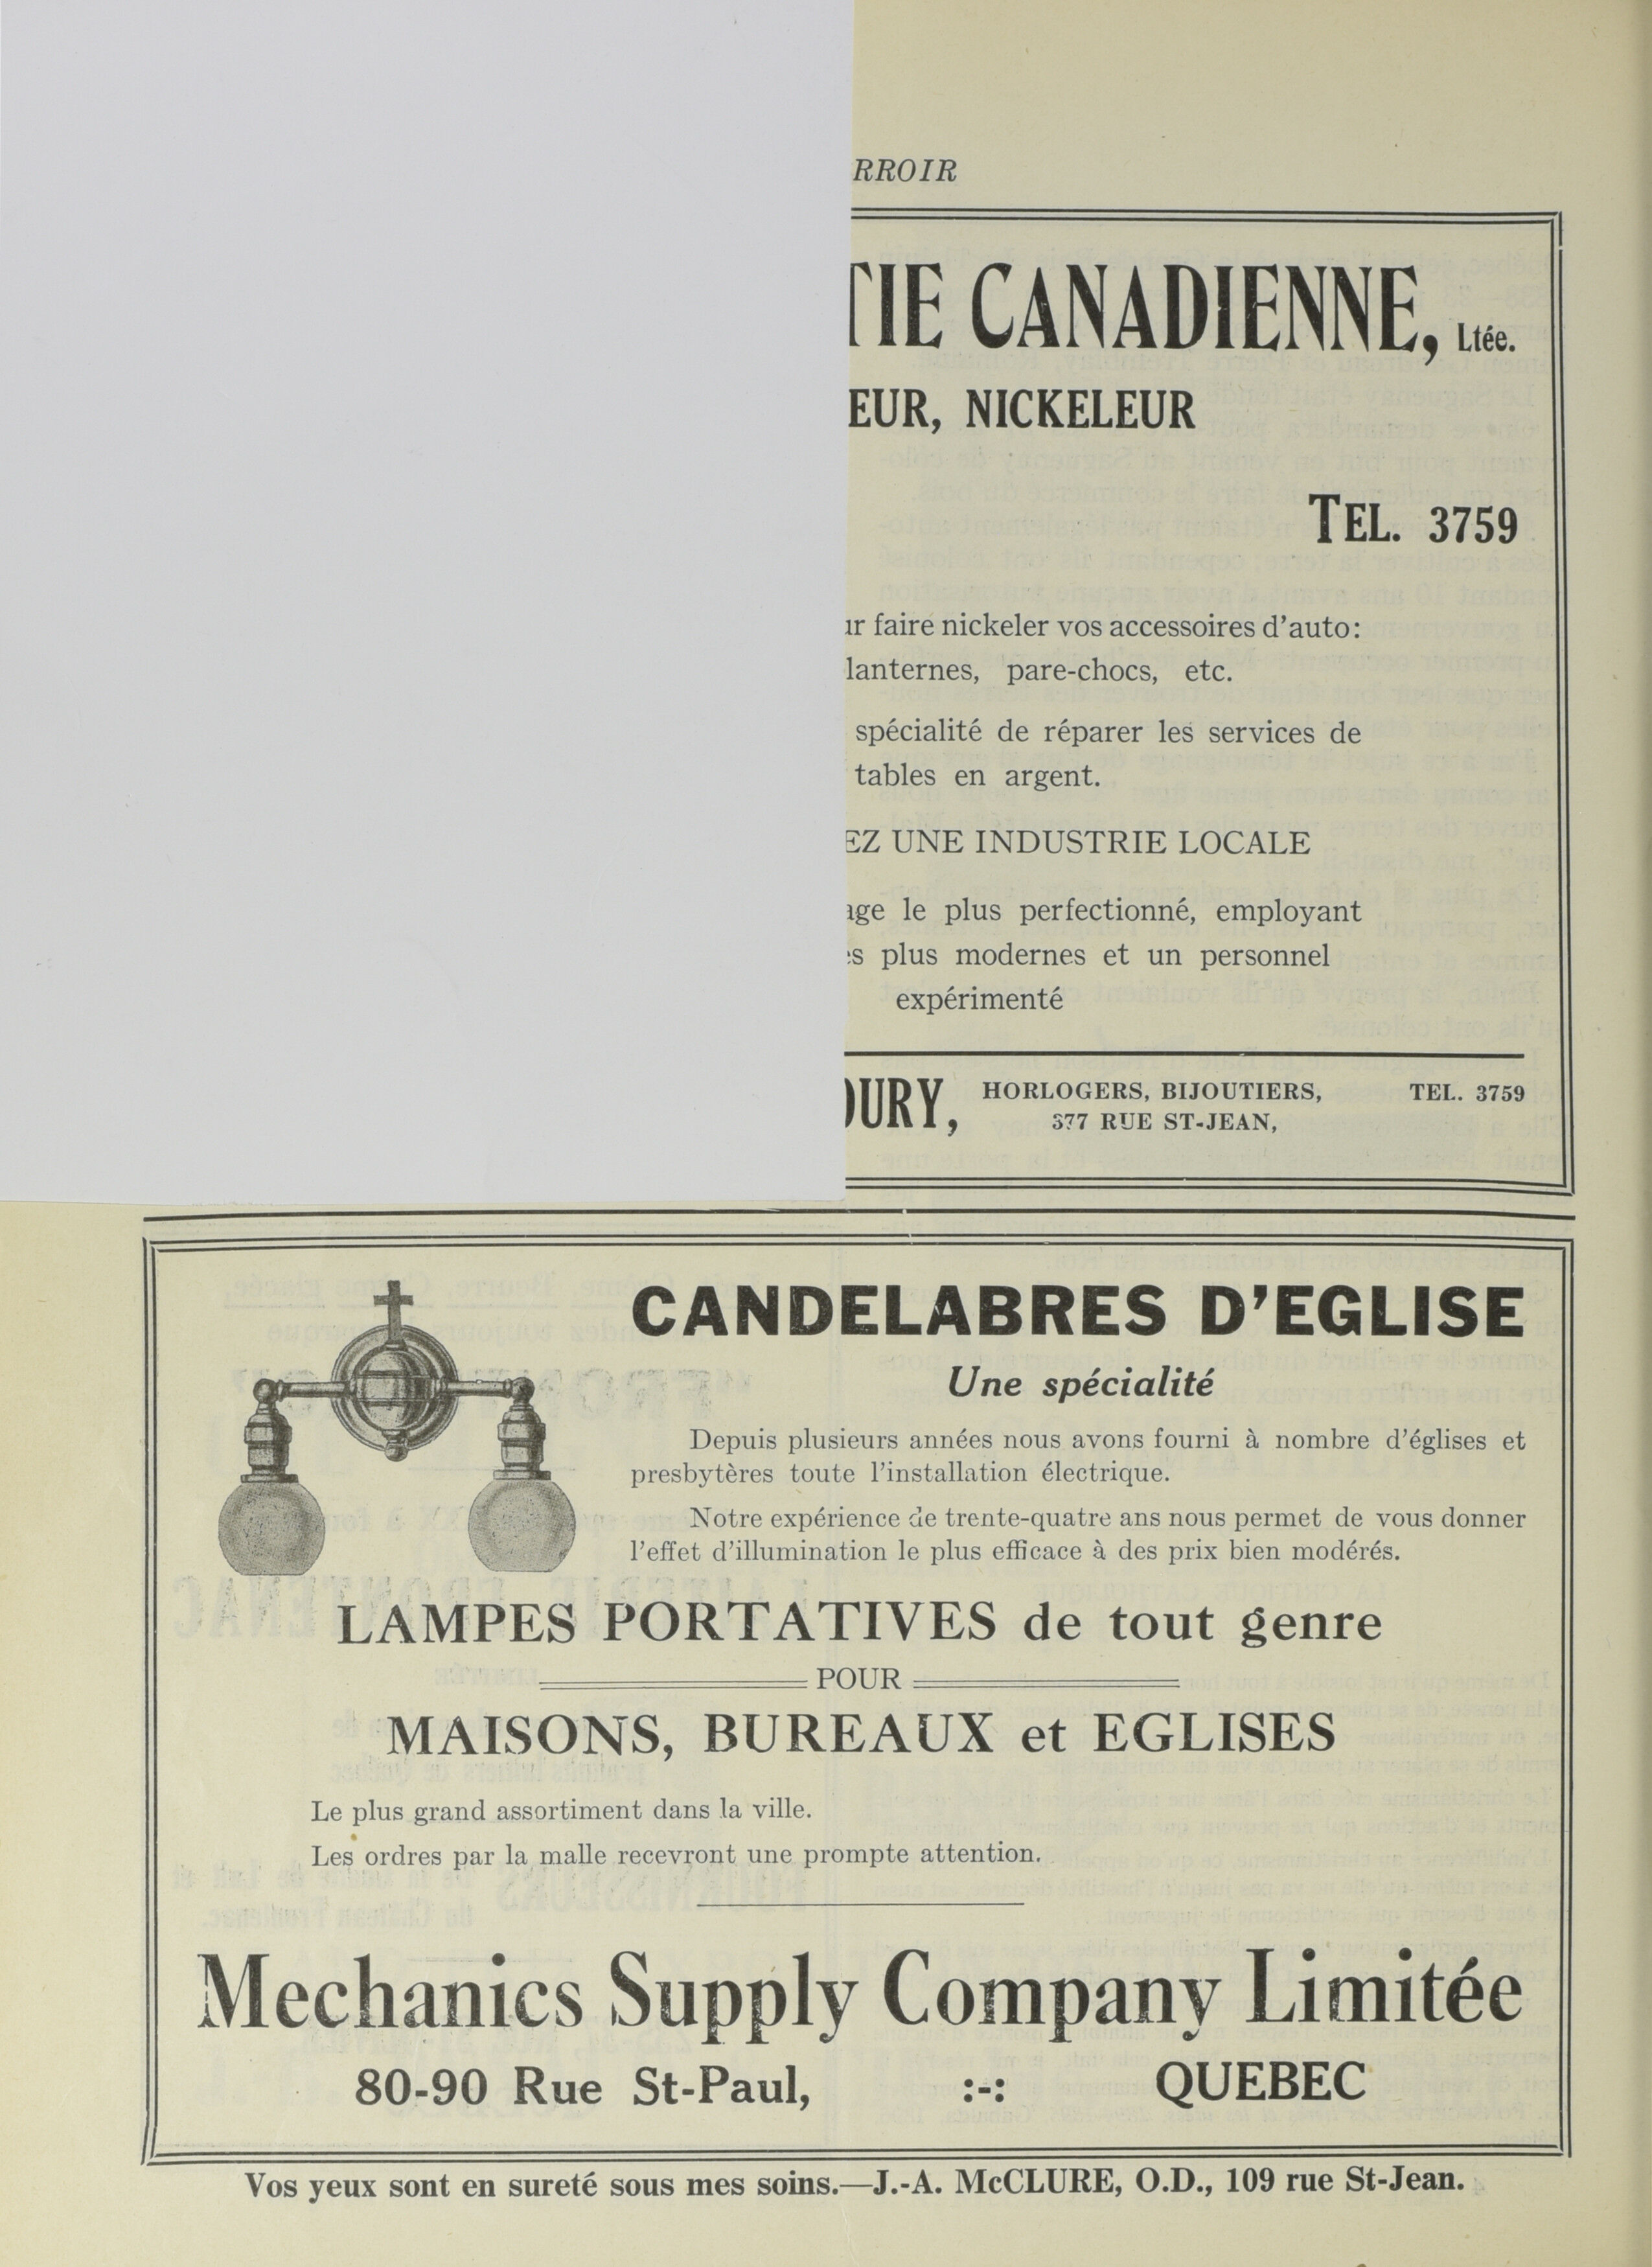 CANADIENNE, Ltée.
NICKELEUR
TEL. 3759
faire nickeler vos accessoires d'auto:
lanternes, pare-chocs, etc.
spécialité de réparer les services de
tables en argent.
UNE INDUSTRIE LOCALE
le plus perfectionné, employant
plus modernes et un personnel
expérimenté
HORLOGERS, BIJOUTIERS, TEL. 3759
377 RUE ST-JEAN,
CANDELABRES D'EGLISE
Une spécialité
Depuis plusieurs années nous avons fourni à nombre d'églises et
presbytères toute l'installation électrique.
Notre expérience de trente-quatre ans nous permet de vous donner
l'effet d'illumination le plus efficace à des prix bien modérés.
LAMPES PORTATIVES de tout genre
POUR
MAISONS, BUREAUX et EGLISES
Le plus grand assortiment dans la ville.
Les ordres par la malle recevront une prompte attention.
Mechanics Supply Company Limitée
80-90 Rue St-Paul, :-: QUEBEC
Vos yeux sont en sureté sous mes soins.—J.-A. McCLURE, O.D., 109 rue St-Jean.